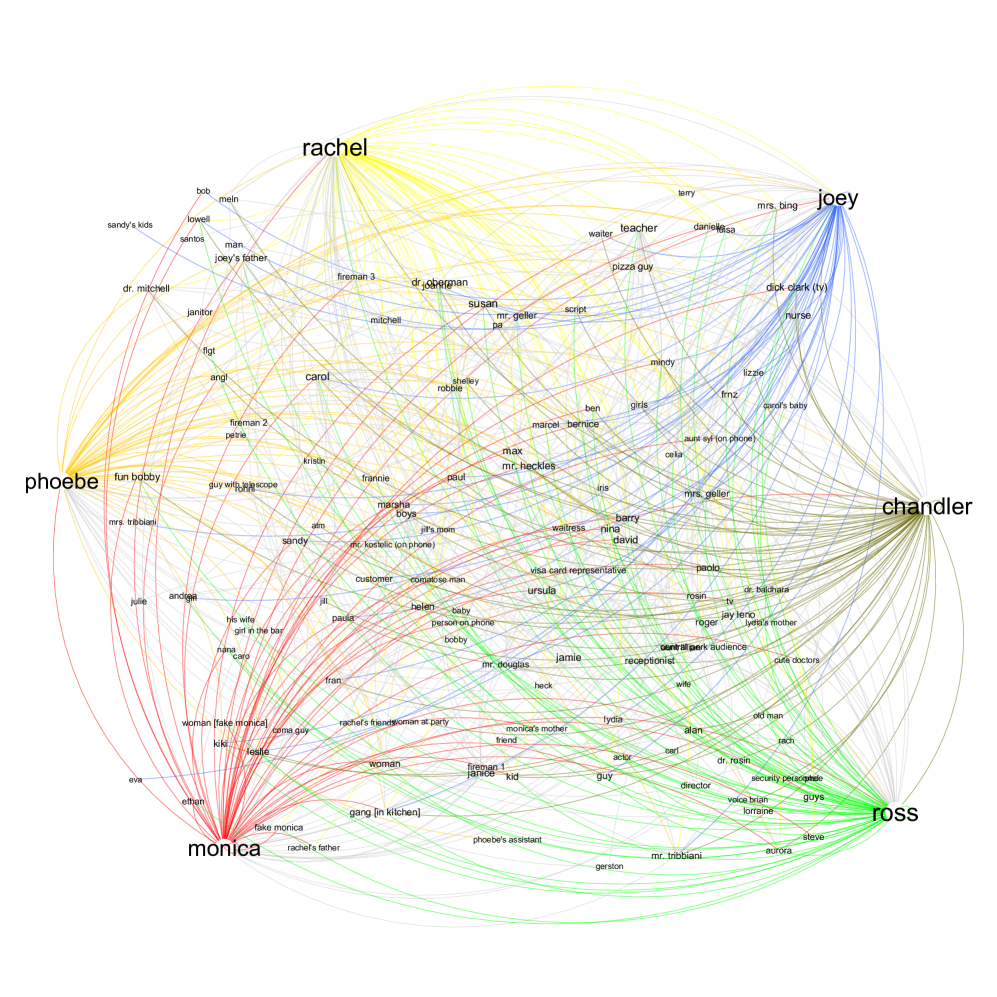 rachel
bob
meln
joey
terry
mrs. bing
sandy's kids
lowell
waiter
teacher
danielle
santos
man
joey's father
pizza guy
fireman 3
dr. oberman
joanne
dr. mitchell
dick clark (tv)
susan
janitor
mr. geller
script
nurse
mitchell
pa
flgt
mindy
angl
carol
shelley
robbie
lizzie
frnz
girls
ben
carol's baby
fireman 2
marcel
bernice
petrie
aunt syl (on phone)
max
celia
kristin
mr. heckles
phoebe
fun bobby
guy with telescope
frannie
paul
ronni
iris
mrs. geller
marsha
chandler
boys
mrs. tribbiani
atm
jill's mom
waitress
barry
nina
sandy
mr. kostelic (on phone)
david
visa card representative
paolo
customer
comatose man
ursula
dr. baldhara
andrea
julie
jill
rosin
tv
helen
baby
jay leno
his wife
paula
person on phone
roger
lydia's mother
girl in the bar
bobby
nana
caro
central perk audience
jamie
receptionist
mr. douglas
cute doctors
fran
heck
wife
woman [fake monica]
rachel's friends
woman at party
lydia
old man
coma guy
monica's mother
alan
kiki
friend
rach
leslie
carl
actor
woman
fireman 1
dr. rosin
janice
kid
guy
eva
director
security person
guys
ethan
voice brian
gang [in kitchen]
lorraine
ross
fake monica
steve
monica
rachel's father
phoebe's assistant
mr. tribbiani
aurora
gerston